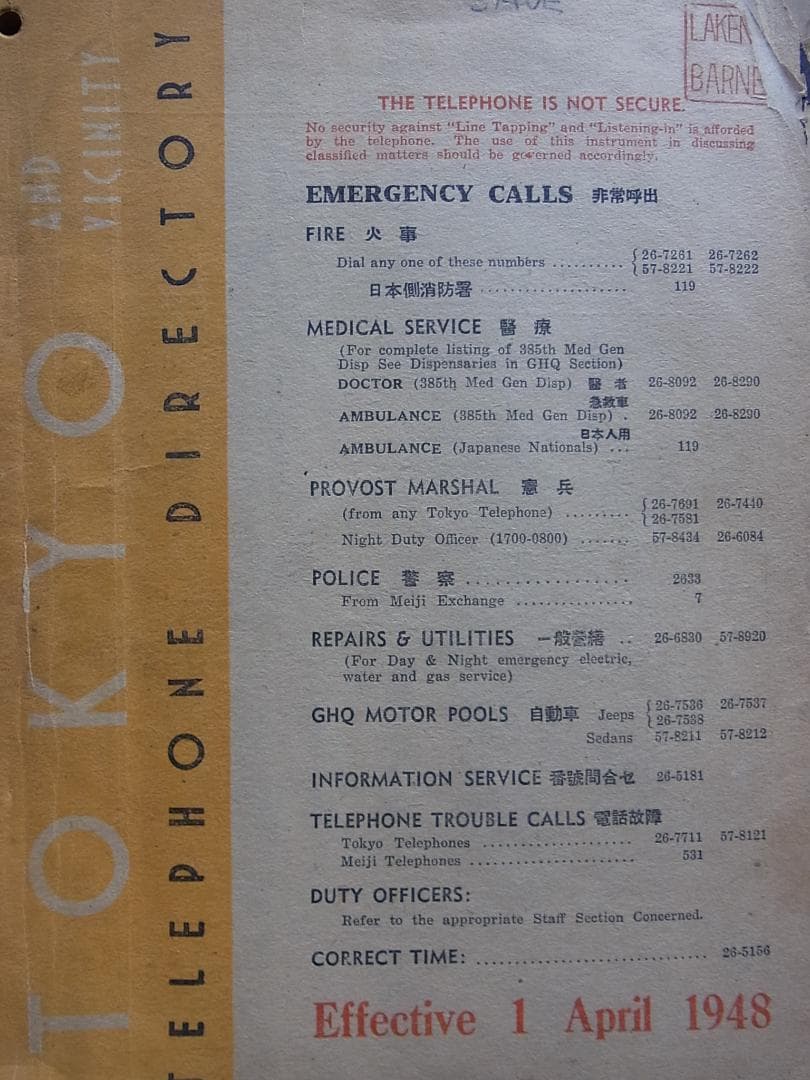 TOKYO
AND
VICINITY
TELEPHONE DIRECTORY
THE TELEPHONE IS NOT SECURE.
No security against "Line Tapping" and "Listening-in" is afforded
by the telephone. The use of this instrument in discussing
classified matters should be governed accordingly.
EMERGENCY CALLS 非常呼出
FIRE 火事
Dial any one of these numbers .......... { 26-7261 26-7262
57-8221 57-8222
日本側消防署 .................... 119
MEDICAL SERVICE 醫療
(For complete listing of 385th Med Gen
Disp See Dispensaries in GHQ Section)
DOCTOR (385th Med Gen Disp) 醫者 26-8092 26-8290
急救車
AMBULANCE (385th Med Gen Disp) . 26-8092 26-8290
日本人用
AMBULANCE (Japanese Nationals) ... 119
PROVOST MARSHAL 憲兵
(from any Tokyo Telephone) ......... { 26-7691 26-7440
26-7581
Night Duty Officer (1700-0800) ....... 57-8434 26-6084
POLICE 警察 ................. 2633
From Meiji Exchange ............... 7
REPAIRS & UTILITIES 一般營繕 .. 26-6830 57-8920
(For Day & Night emergency electric,
water and gas service)
GHQ MOTOR POOLS 自動車 Jeeps { 26-7536 26-7537
26-7538
Sedans 57-8211 57-8212
INFORMATION SERVICE 番號問合セ 26-5181
TELEPHONE TROUBLE CALLS 電話故障
Tokyo Telephones ................... 26-7711 57-8121
Meiji Telephones ..................... 531
DUTY OFFICERS:
Refer to the appropriate Staff Section Concerned.
CORRECT TIME: ............................. 26-5156
Effective 1 April 1948